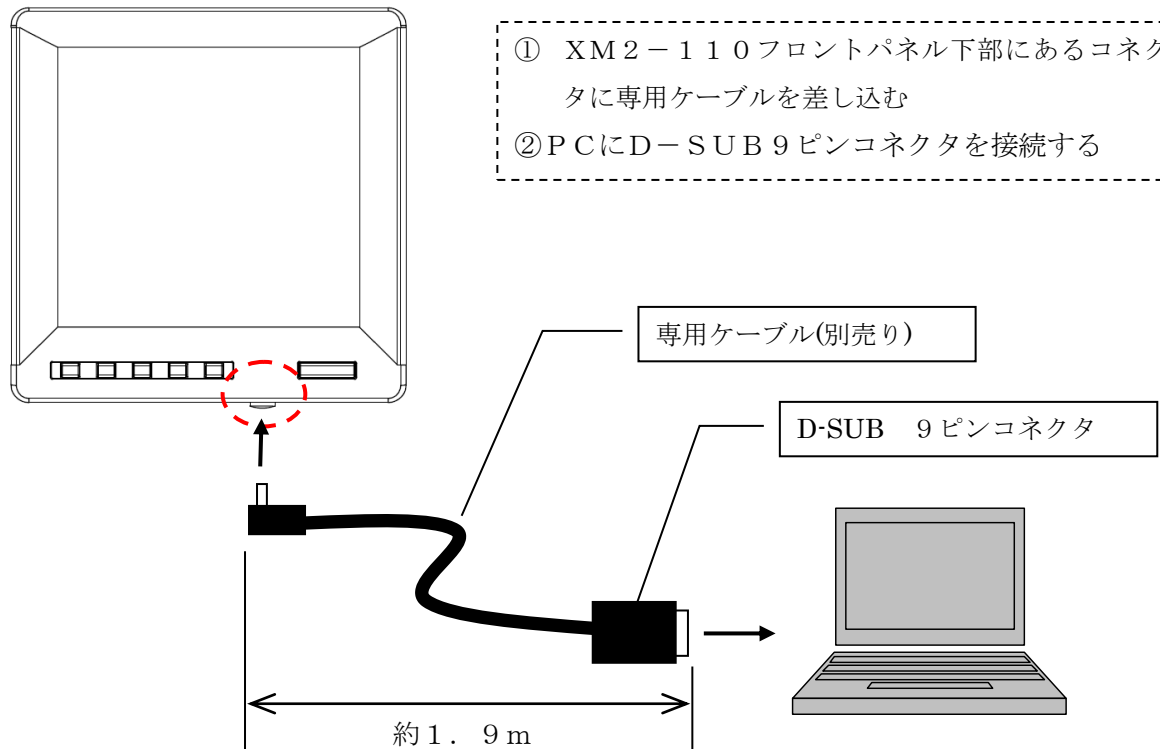 ① ＸＭ２－１１０フロントパネル下部にあるコネク
タに専用ケーブルを差し込む
②ＰＣにＤ－ＳＵＢ９ピンコネクタを接続する
専用ケーブル(別売り)
D-SUB　９ピンコネクタ
約１．９ｍ